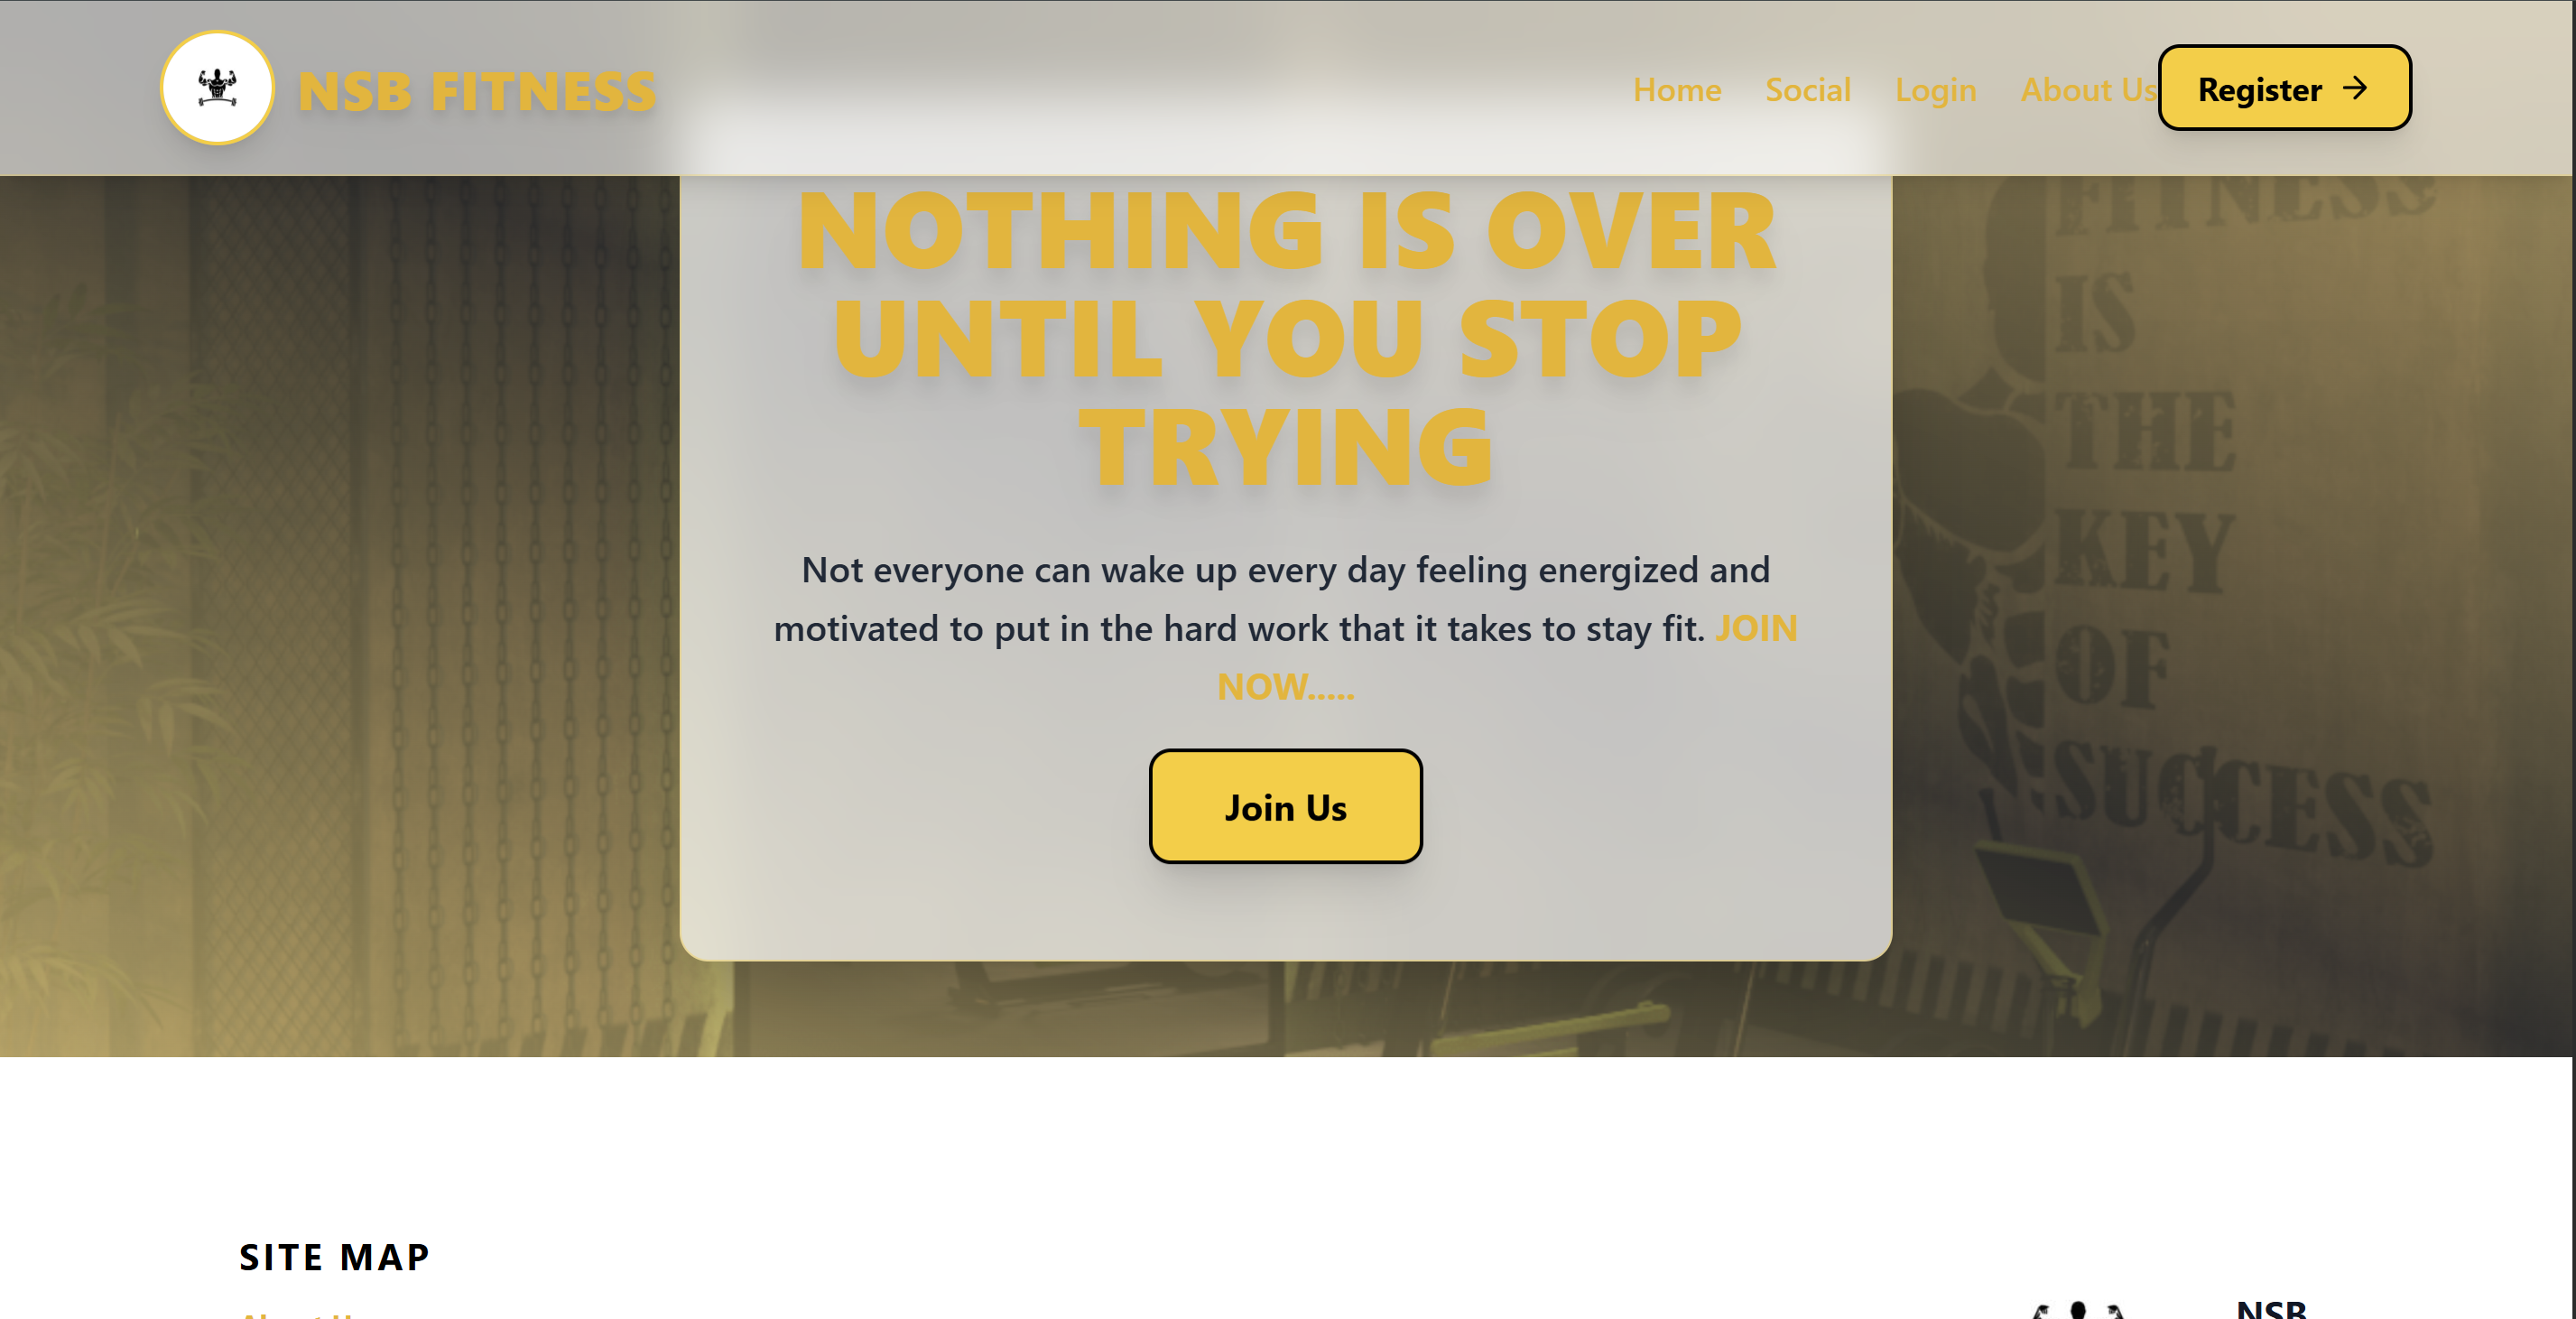 NSB FITNESS
Home Social Login About Us Register
NOTHING IS OVER
UNTIL YOU STOP
TRYING
Not everyone can wake up every day feeling energized and
motivated to put in the hard work that it takes to stay fit. JOIN
NOW.....
Join Us
FITNESS
IS
THE
KEY
OF
SUCCESS
SITE MAP
About Us
NSB